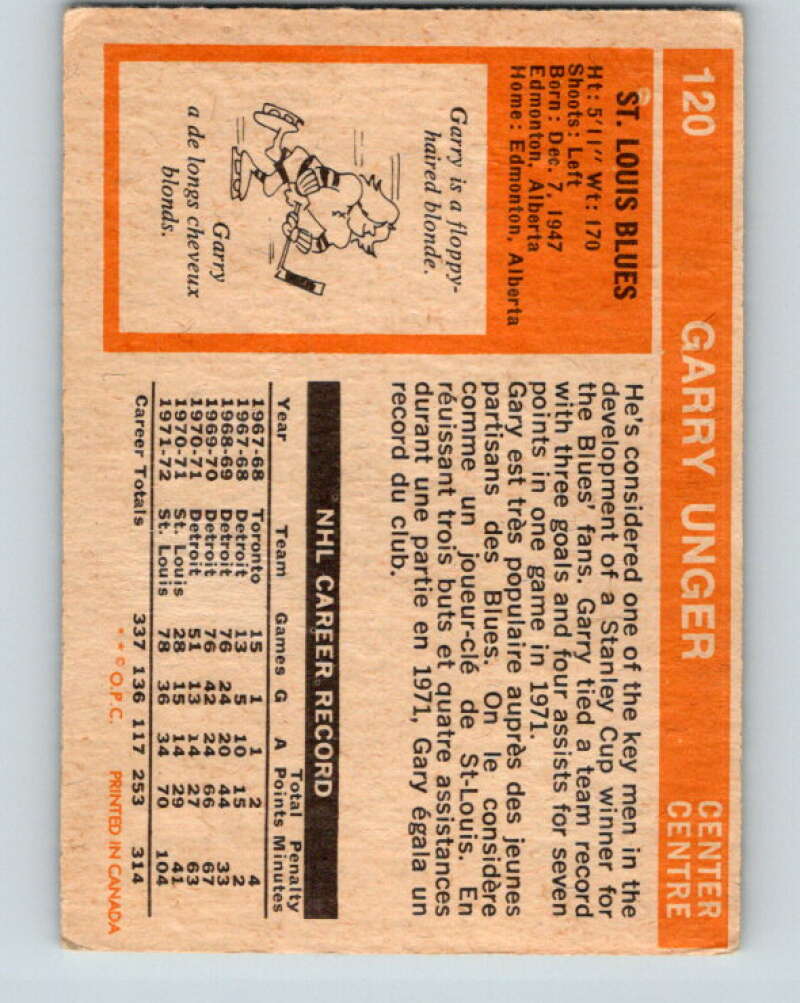 120 GARRY UNGER CENTER
CENTRE
ST. LOUIS BLUES
Ht: 5'11" Wt: 170
Shoots: Left
Born: Dec. 7, 1947
Edmonton, Alberta
Home: Edmonton, Alberta
Garry is a floppy-
haired blonde.
Garry
a de longs cheveux
blonds.
He's considered one of the key men in the
development of a Stanley Cup winner for
the Blues' fans. Garry tied a team record
with three goals and four assists for seven
points in one game in 1971.
Gary est très populaire auprès des jeunes
partisans des Blues. On le considère
comme un joueur-clé de St-Louis. En
réuissant trois buts et quatre assistances
durant une partie en 1971, Gary égala un
record du club.
NHL CAREER RECORD
Total Penalty
Year Team Games G A Points Minutes
1967-68 Toronto 15 1 1 2 4
1967-68 Detroit 13 5 10 15 2
1968-69 Detroit 76 24 20 44 33
1969-70 Detroit 76 42 24 66 67
1970-71 Detroit 51 13 14 27 63
1970-71 St. Louis 28 15 14 29 41
1971-72 St. Louis 78 36 34 70 104
Career Totals 337 136 117 253 314
* * © O.P.C. PRINTED IN CANADA